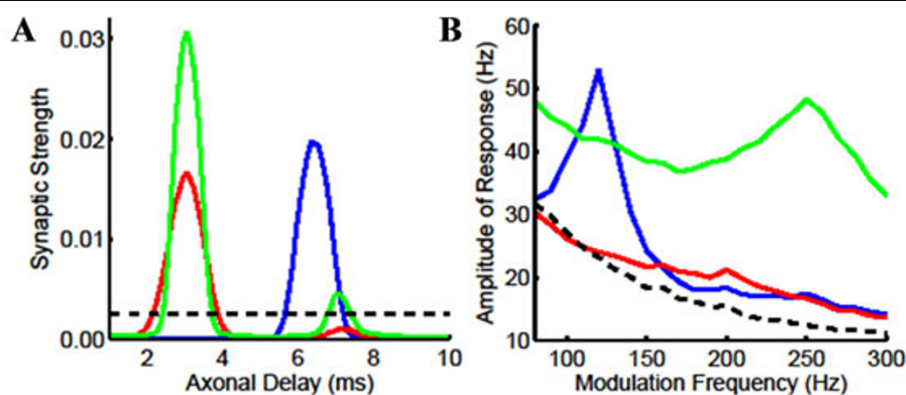 A
Synaptic Strength
0.03
0.02
0.01
0.00
2 4 6 8 10
Axonal Delay (ms)
B
Amplitude of Response (Hz)
60
50
40
30
20
10
100 150 200 250 300
Modulation Frequency (Hz)